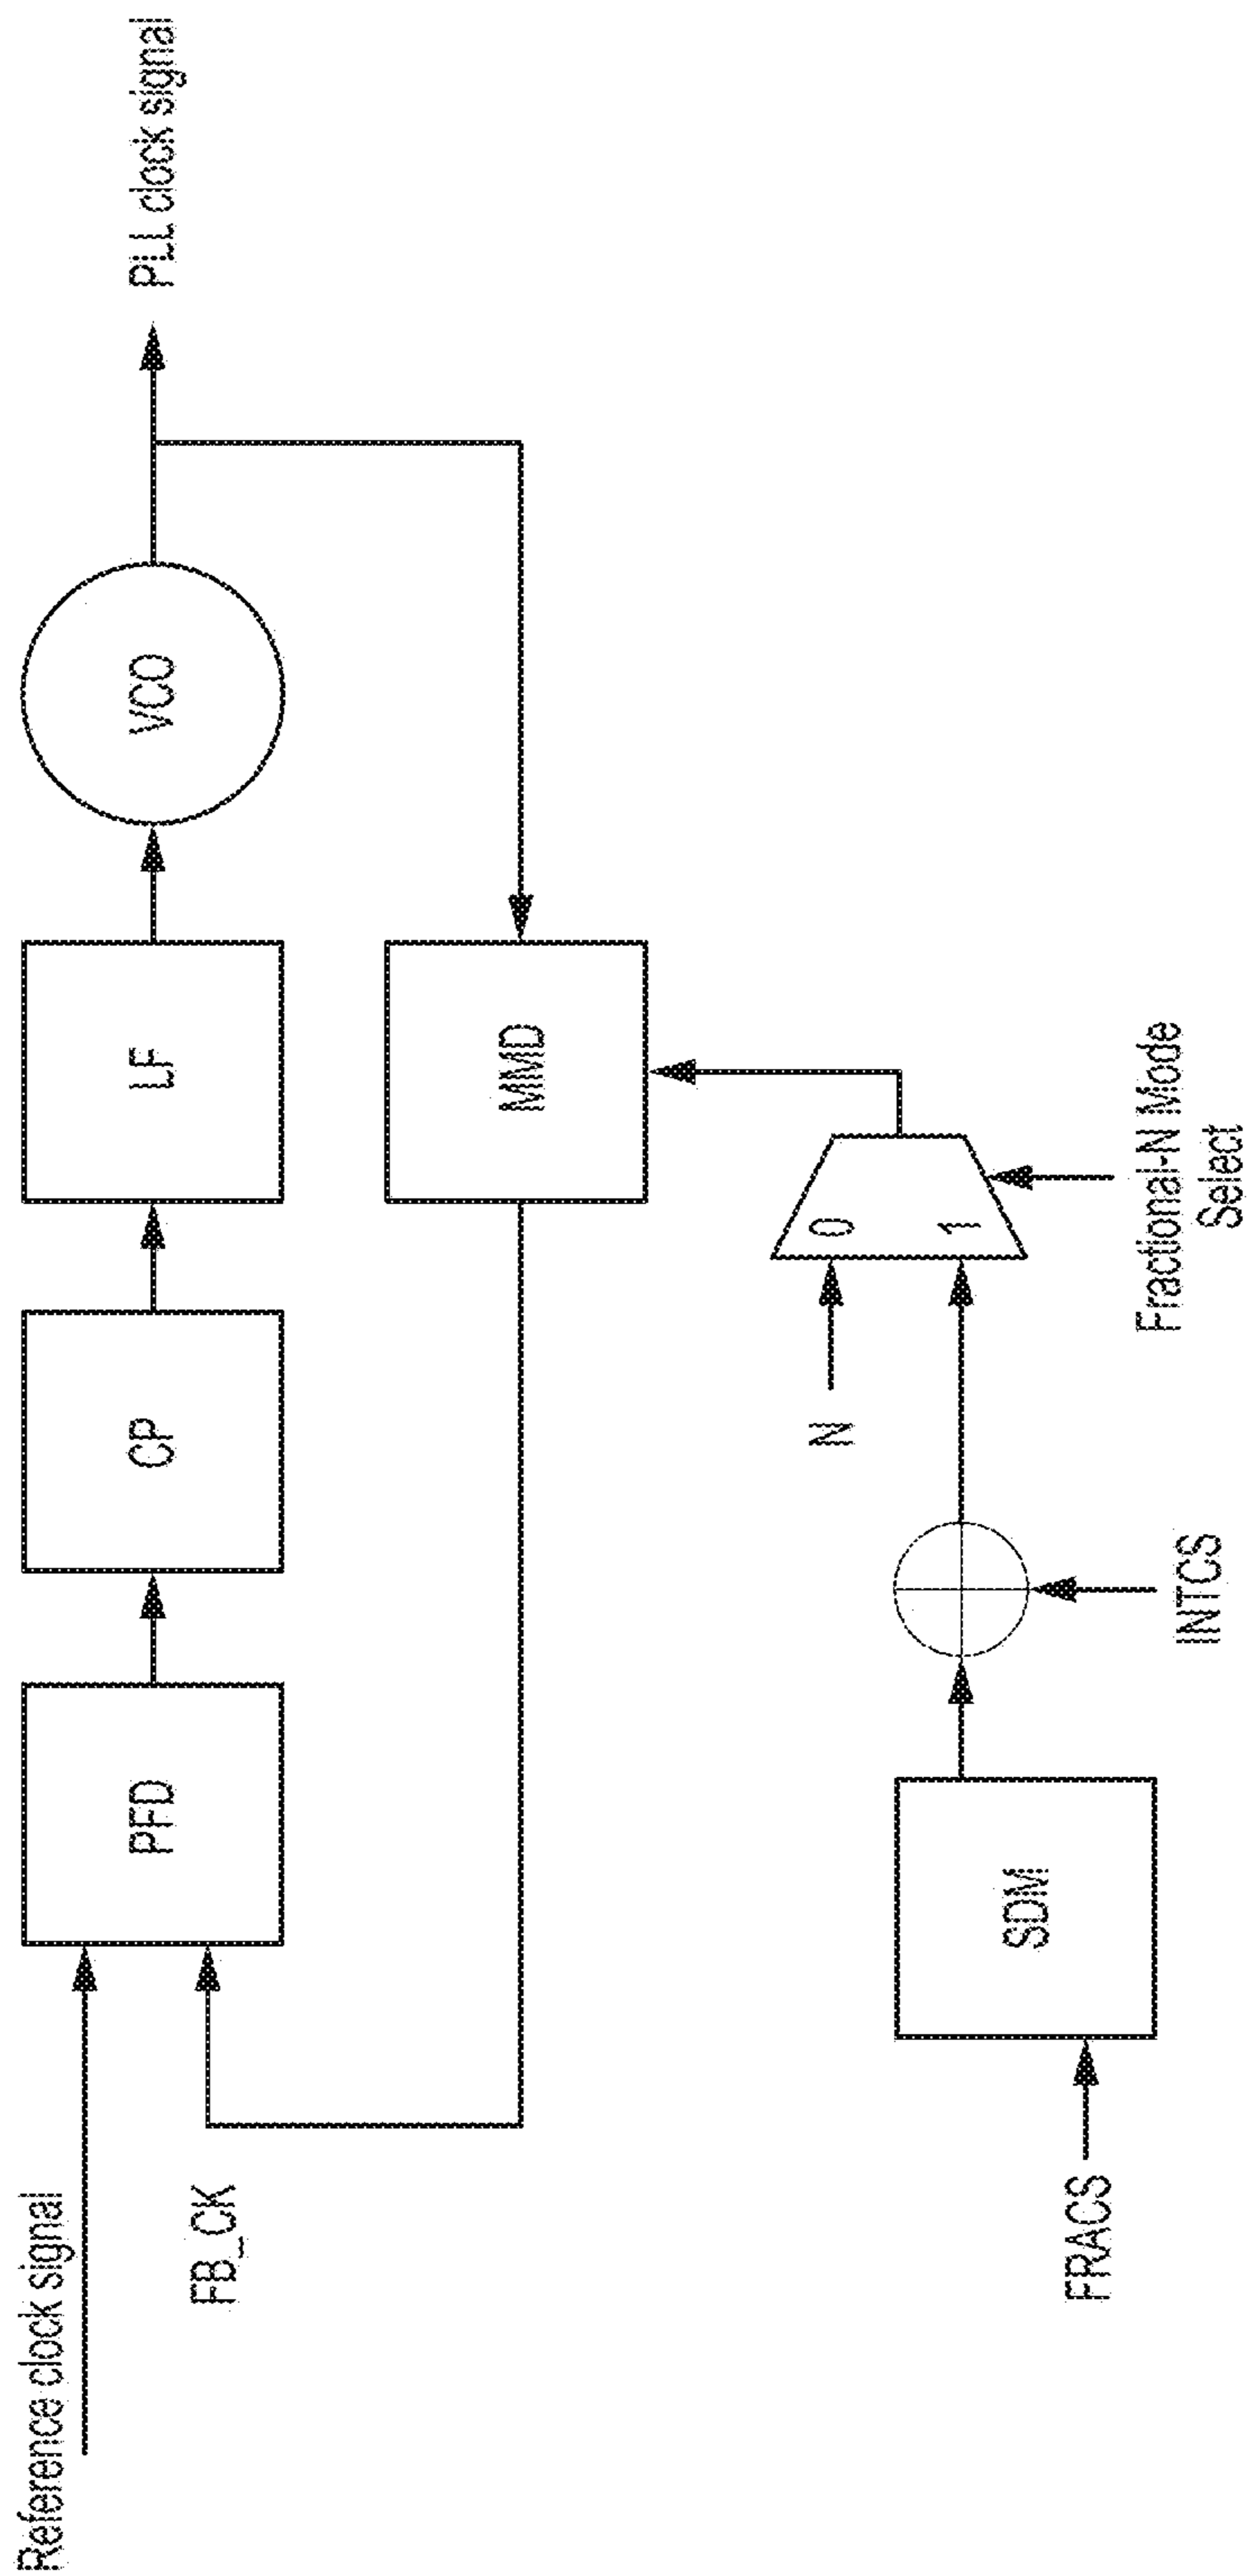 Reference clock signal
FB_CK
PFD
CP
LF
VCO
PLL clock signal
MMD
N
0
1
FRACS
SDM
INTCS
Fractional-N Mode
Select